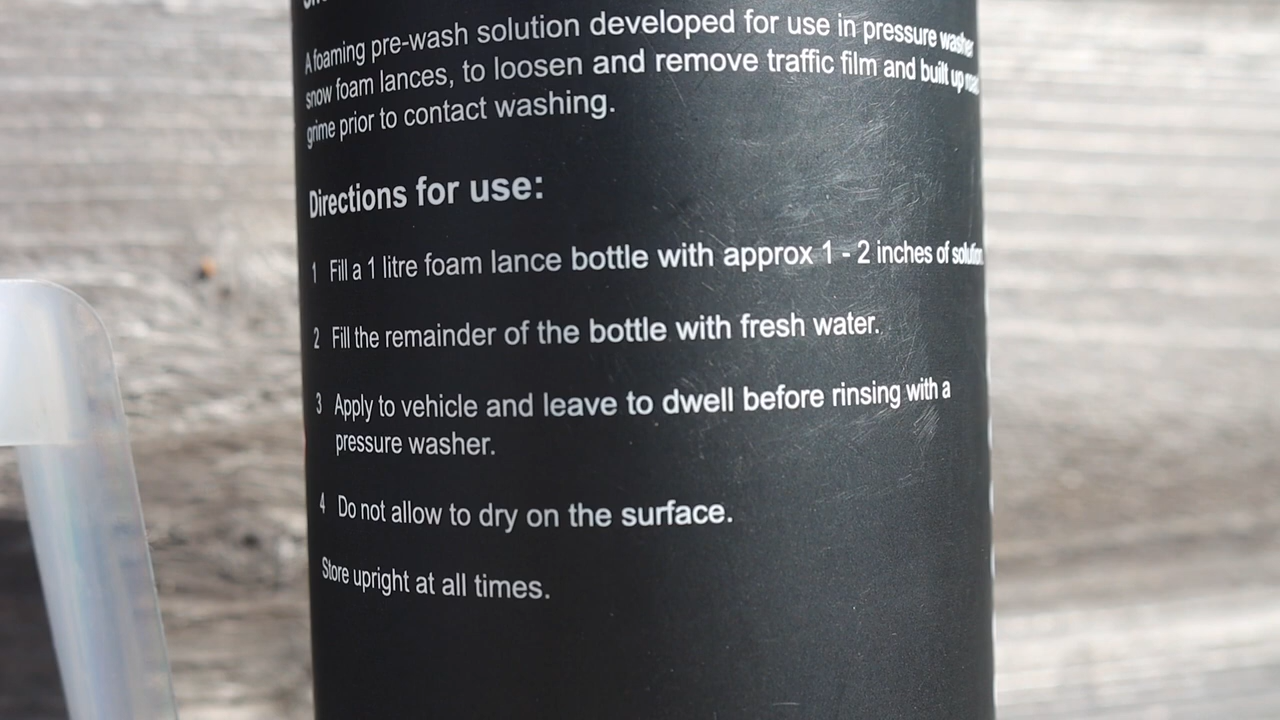 A foaming pre-wash solution developed for use in pressure washer
snow foam lances, to loosen and remove traffic film and built up road
grime prior to contact washing.
Directions for use:
1 Fill a 1 litre foam lance bottle with approx 1 - 2 inches of solution.
2 Fill the remainder of the bottle with fresh water.
3 Apply to vehicle and leave to dwell before rinsing with a
pressure washer.
4 Do not allow to dry on the surface.
Store upright at all times.